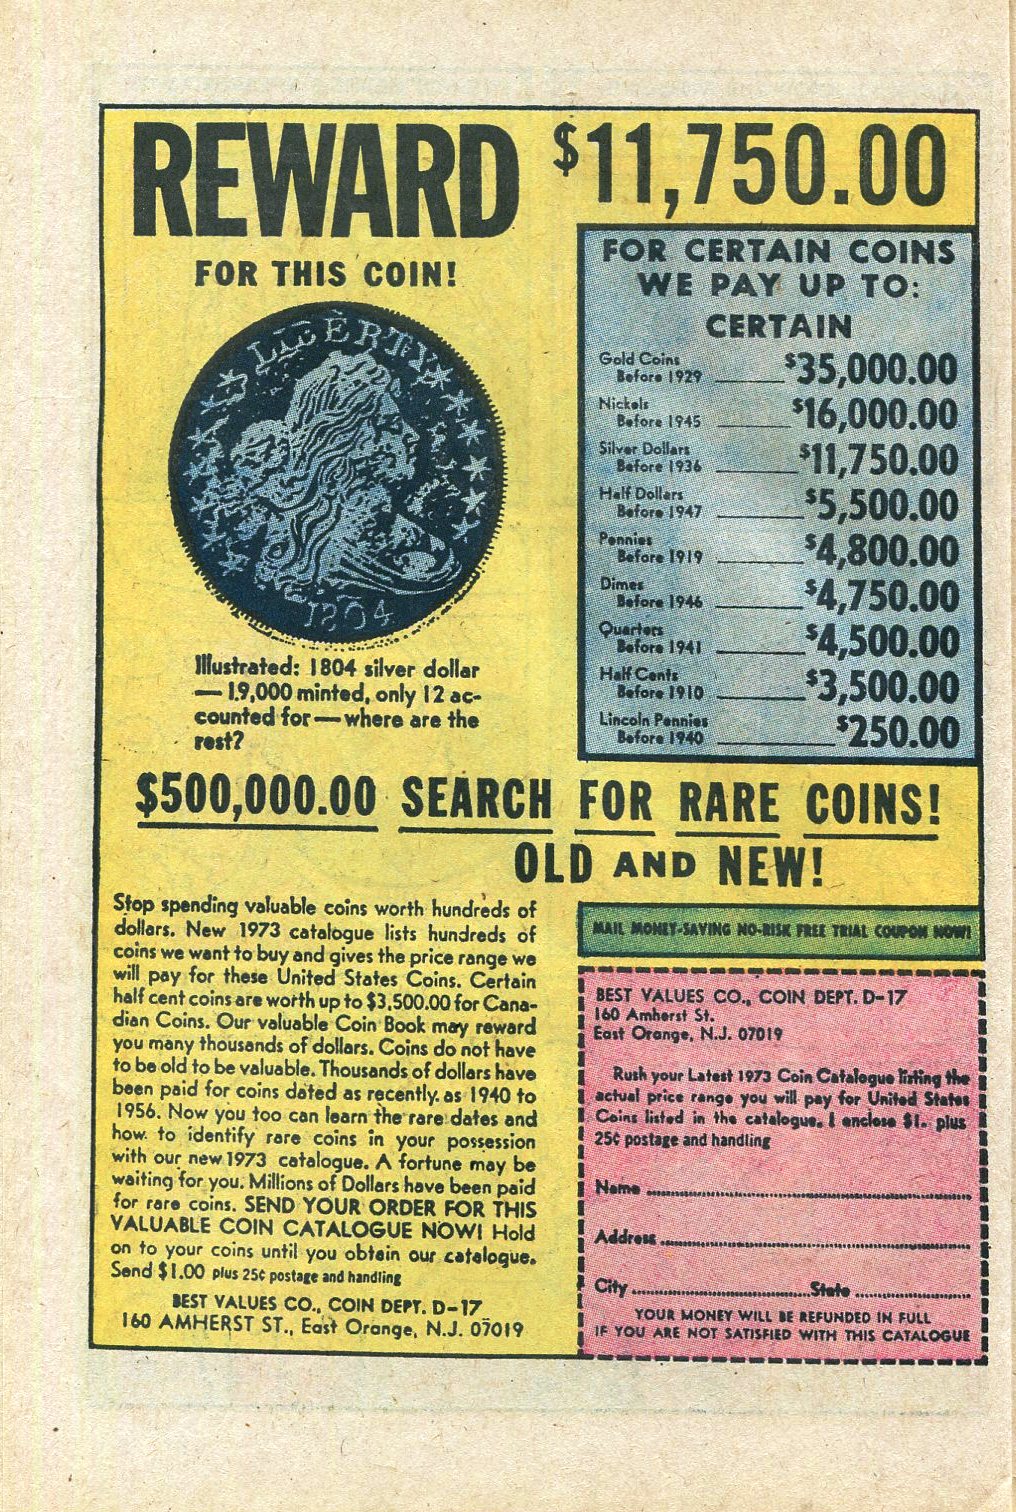 REWARD
FOR THIS COIN!
LIBERTY
1804
Illustrated: 1804 silver dollar
— 19,000 minted, only 12 ac-
counted for — where are the
rest?
$11,750.00
FOR CERTAIN COINS
WE PAY UP TO:
CERTAIN
Gold Coins
Before 1929 $35,000.00
Nickels
Before 1945 $16,000.00
Silver Dollars
Before 1936 $11,750.00
Half Dollars
Before 1947 $5,500.00
Pennies
Before 1919 $4,800.00
Dimes
Before 1946 $4,750.00
Quarters
Before 1941 $4,500.00
Half Cents
Before 1910 $3,500.00
Lincoln Pennies
Before 1940 $250.00
$500,000.00 SEARCH FOR RARE COINS!
OLD AND NEW!
Stop spending valuable coins worth hundreds of
dollars. New 1973 catalogue lists hundreds of
coins we want to buy and gives the price range we
will pay for these United States Coins. Certain
half cent coins are worth up to $3,500.00 for Cana-
dian Coins. Our valuable Coin Book may reward
you many thousands of dollars. Coins do not have
to be old to be valuable. Thousands of dollars have
been paid for coins dated as recently as 1940 to
1956. Now you too can learn the rare dates and
how to identify rare coins in your possession
with our new 1973 catalogue. A fortune may be
waiting for you. Millions of Dollars have been paid
for rare coins. SEND YOUR ORDER FOR THIS
VALUABLE COIN CATALOGUE NOW! Hold
on to your coins until you obtain our catalogue.
Send $1.00 plus 25¢ postage and handling
BEST VALUES CO., COIN DEPT. D-17
160 AMHERST ST., East Orange, N.J. 07019
MAIL MONEY-SAVING NO-RISK FREE TRIAL COUPON NOW!
BEST VALUES CO., COIN DEPT. D-17
160 Amherst St.
East Orange, N.J. 07019
Rush your Latest 1973 Coin Catalogue listing the
actual price range you will pay for United States
Coins listed in the catalogue. I enclose $1. plus
25¢ postage and handling
Name
Address
City State
YOUR MONEY WILL BE REFUNDED IN FULL
IF YOU ARE NOT SATISFIED WITH THIS CATALOGUE